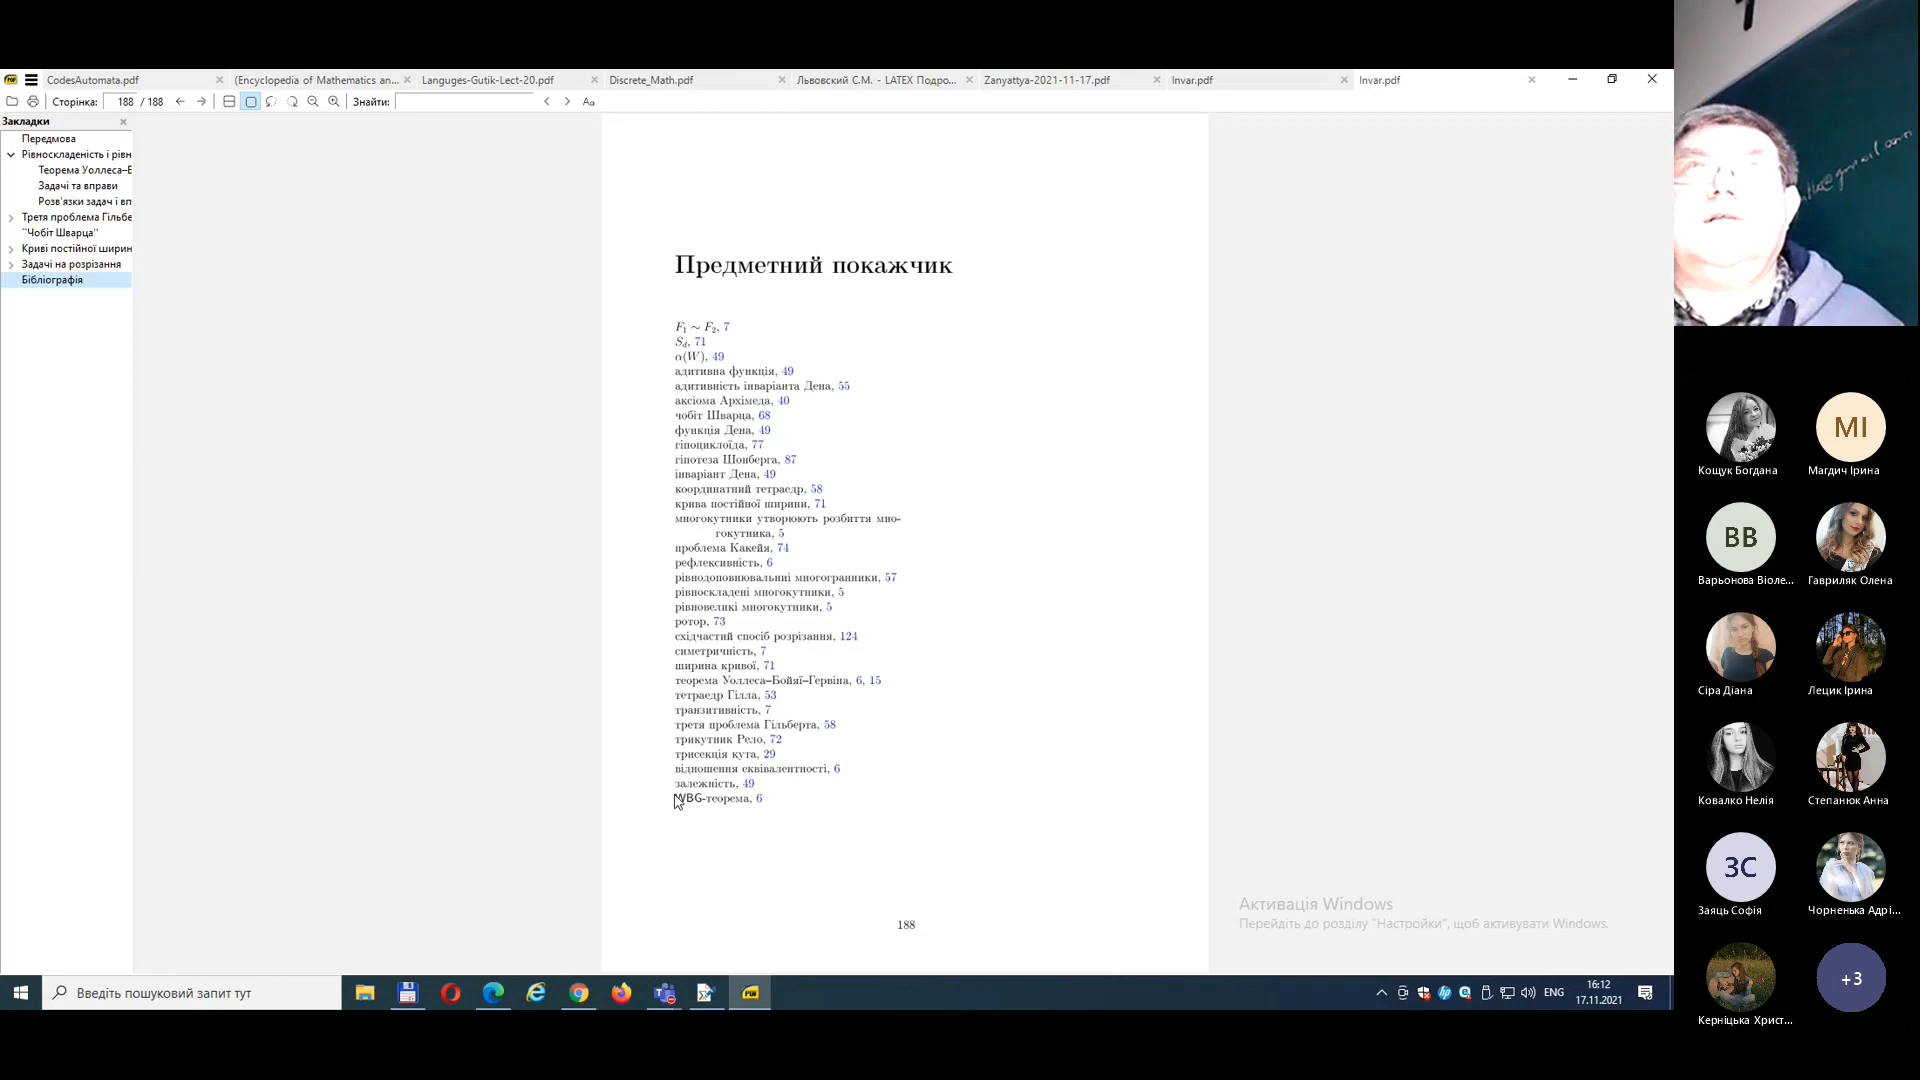 CodesAutomata.pdf
(Encyclopedia of Mathematics an...
Languges-Gutik-Lect-20.pdf
Discrete_Math.pdf
Львовский С.М. - LATEX Подро...
Zanyattya-2021-11-17.pdf
Invar.pdf
Invar.pdf
Сторінка: 188 / 188
Знайти:
Закладки
Передмова
Рівноскладеність і рівн
Теорема Уоллеса–Б
Задачі та вправи
Розв'язки задач і вп
Третя проблема Гільбе
``Чобіт Шварца''
Криві постійної ширин
Задачі на розрізання
Бібліографія
Предметний покажчик
F₁ ∼ F₂, 7
S_d, 71
α(W), 49
адитивна функція, 49
адитивність інваріанта Дена, 55
аксіома Архімеда, 40
чобіт Шварца, 68
функція Дена, 49
гіпоциклоїда, 77
гіпотеза Шонберга, 87
інваріант Дена, 49
координатний тетраедр, 58
крива постійної ширини, 71
многокутники утворюють розбиття мно-
гокутника, 5
проблема Какейя, 74
рефлексивність, 6
рівнодоповнювальниі многогранники, 57
рівноскладені многокутники, 5
рівновеликі многокутники, 5
ротор, 73
східчастий спосіб розрізання, 124
симетричність, 7
ширина кривої, 71
теорема Уоллеса–Бойяї–Гервіна, 6, 15
тетраедр Гілла, 53
транзитивність, 7
третя проблема Гільберта, 58
трикутник Рело, 72
трисекція кута, 29
відношення еквівалентності, 6
залежність, 49
WBG-теорема, 6
188
Активація Windows
Перейдіть до розділу "Настройки", щоб активувати Windows.
Введіть пошуковий запит тут
ENG
16:12
17.11.2021
Кощук Богдана
МІ
Магдич Ірина
ВВ
Варьонова Віоле...
Гавриляк Олена
Сіра Діана
Лецик Ірина
Ковалко Нелія
Степанюк Анна
ЗС
Заяць Софія
Чорненька Адрі...
Керніцька Христ...
+3